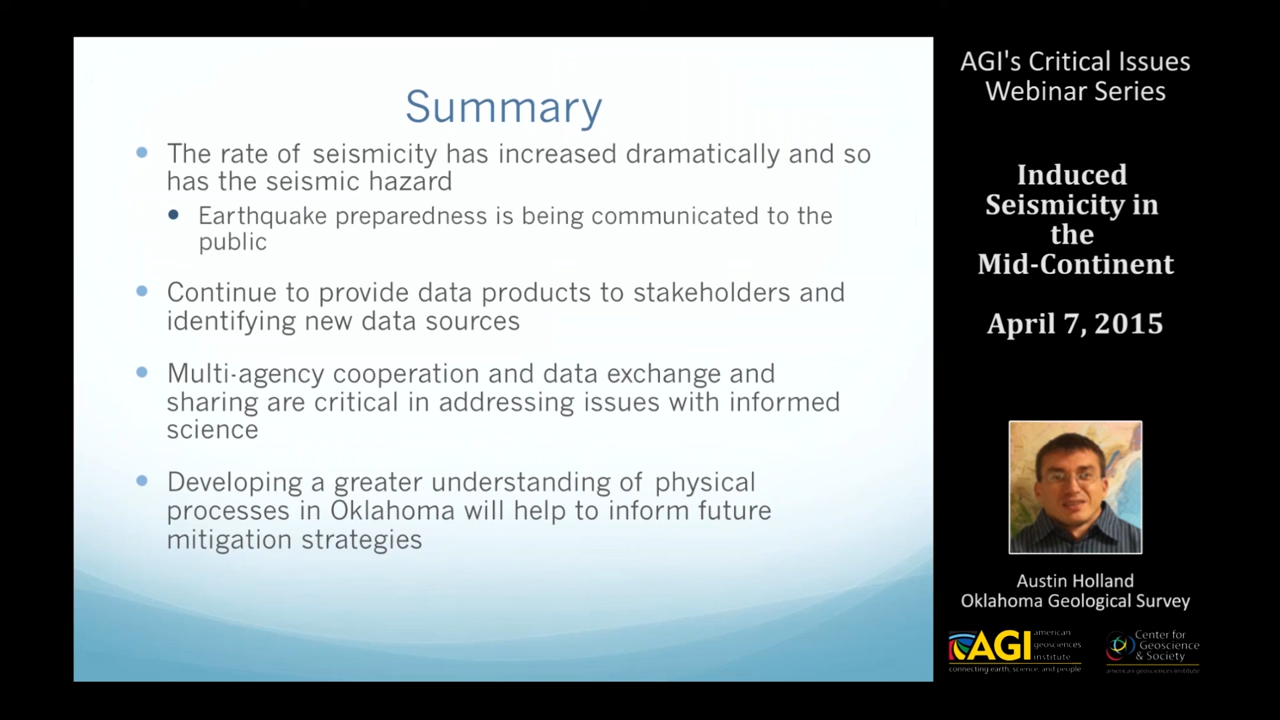 Summary
The rate of seismicity has increased dramatically and so
has the seismic hazard
Earthquake preparedness is being communicated to the
public
Continue to provide data products to stakeholders and
identifying new data sources
Multi-agency cooperation and data exchange and
sharing are critical in addressing issues with informed
science
Developing a greater understanding of physical
processes in Oklahoma will help to inform future
mitigation strategies
AGI's Critical Issues
Webinar Series
Induced
Seismicity in
the
Mid-Continent
April 7, 2015
Austin Holland
Oklahoma Geological Survey
AGI
american
geosciences
institute
connecting earth, science, and people
Center for
Geoscience
& Society
american geosciences institute